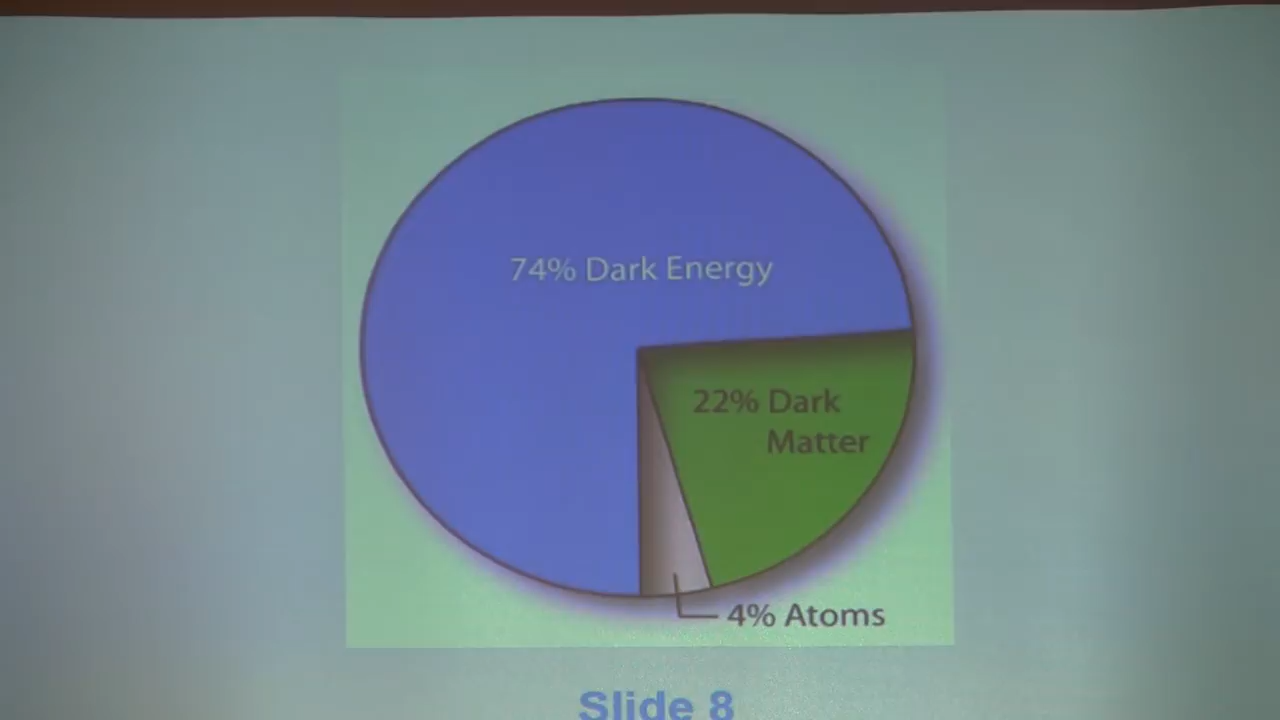 74% Dark Energy
22% Dark
Matter
4% Atoms
Slide 8